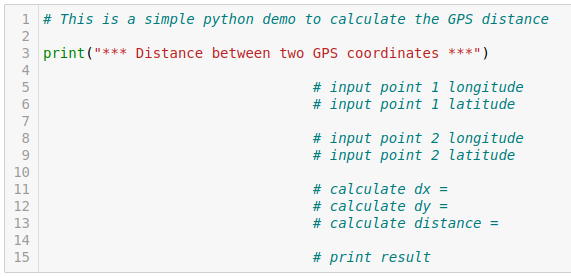 1 # This is a simple python demo to calculate the GPS distance
2
3 print("*** Distance between two GPS coordinates ***")
4
5 # input point 1 longitude
6 # input point 1 latitude
7
8 # input point 2 longitude
9 # input point 2 latitude
10
11 # calculate dx =
12 # calculate dy =
13 # calculate distance =
14
15 # print result